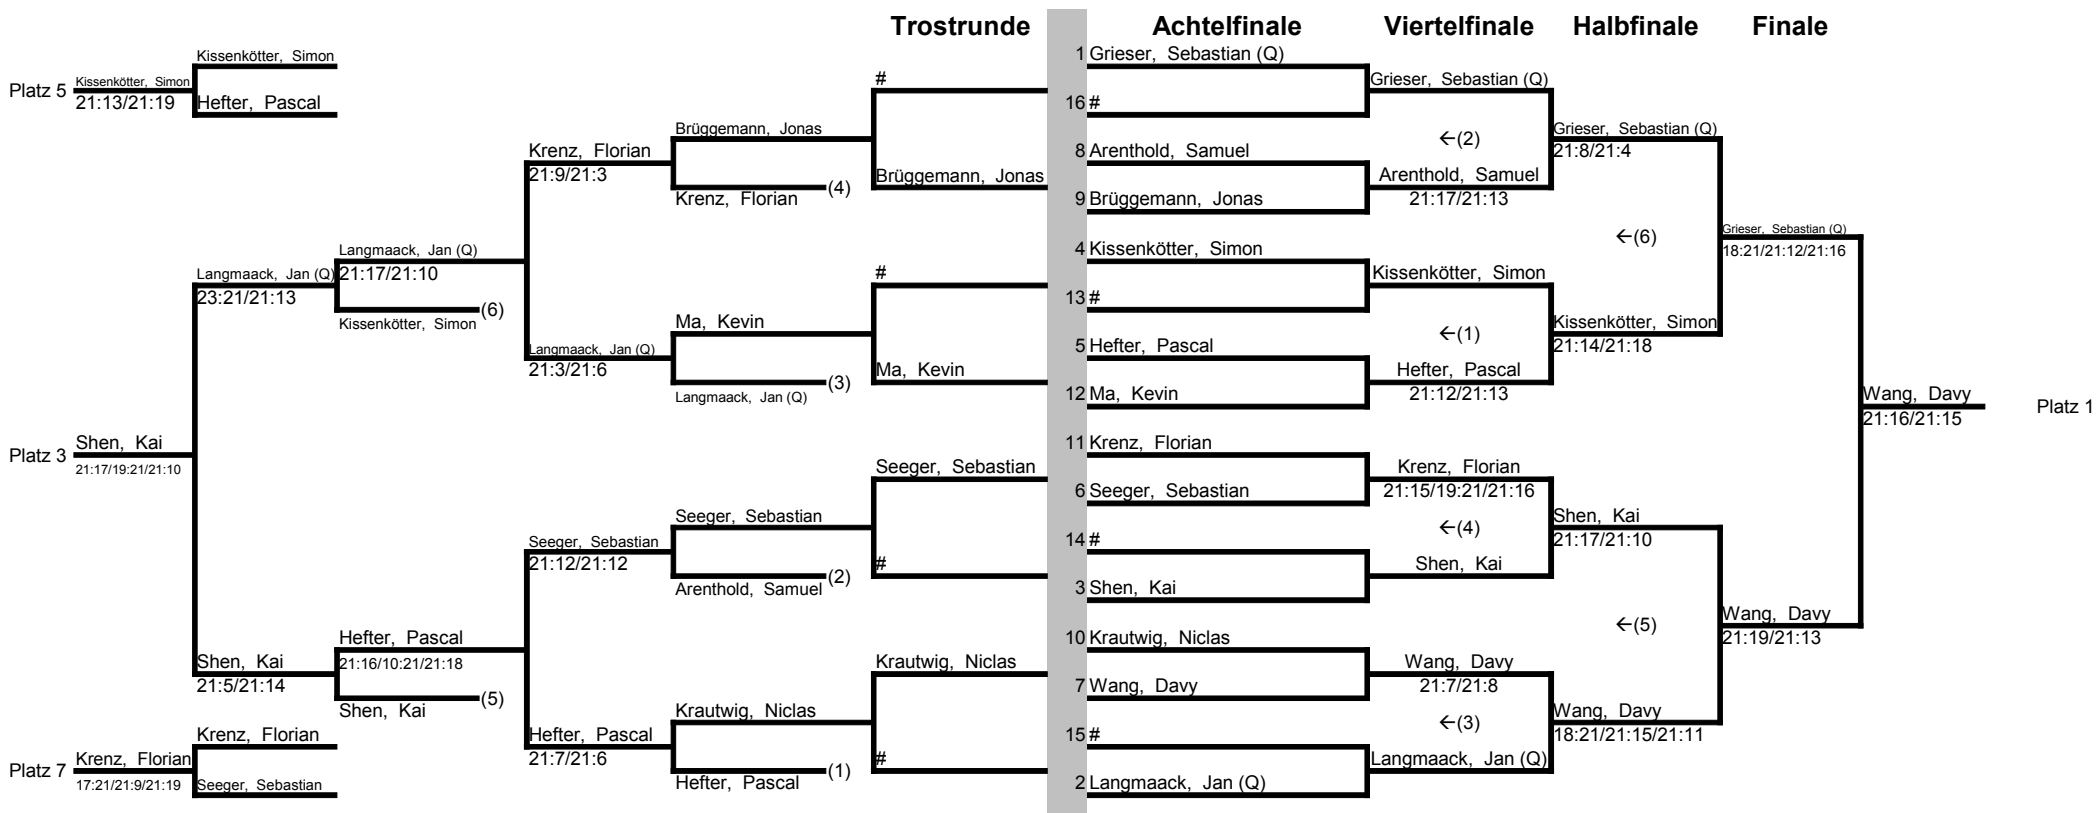 Trostrunde Achtelfinale Viertelfinale Halbfinale Finale
Platz 5
Kissenkötter, Simon
21:13/21:19
Kissenkötter, Simon
Hefter, Pascal
Platz 3
Shen, Kai
21:17/19:21/21:10
Langmaack, Jan (Q)
23:21/21:13
Shen, Kai
21:5/21:14
Platz 7
Krenz, Florian
17:21/21:9/21:19
Krenz, Florian
Seeger, Sebastian
Langmaack, Jan (Q)
21:17/21:10
Kissenkötter, Simon (6)
Hefter, Pascal
21:16/10:21/21:18
Shen, Kai (5)
Krenz, Florian
21:9/21:3
Langmaack, Jan (Q)
21:3/21:6
Seeger, Sebastian
21:12/21:12
Hefter, Pascal
21:7/21:6
Brüggemann, Jonas
Krenz, Florian (4)
Ma, Kevin
Langmaack, Jan (Q) (3)
Seeger, Sebastian
Arenthold, Samuel (2)
Krautwig, Niclas
Hefter, Pascal (1)
#
Brüggemann, Jonas
#
Ma, Kevin
Seeger, Sebastian
#
Krautwig, Niclas
#
1 Grieser, Sebastian (Q)
16 #
8 Arenthold, Samuel
9 Brüggemann, Jonas
4 Kissenkötter, Simon
13 #
5 Hefter, Pascal
12 Ma, Kevin
11 Krenz, Florian
6 Seeger, Sebastian
14 #
3 Shen, Kai
10 Krautwig, Niclas
7 Wang, Davy
15 #
2 Langmaack, Jan (Q)
Grieser, Sebastian (Q)
←(2)
Arenthold, Samuel
21:17/21:13
Kissenkötter, Simon
←(1)
Hefter, Pascal
21:12/21:13
Krenz, Florian
21:15/19:21/21:16
←(4)
Shen, Kai
Wang, Davy
21:7/21:8
←(3)
Langmaack, Jan (Q)
Grieser, Sebastian (Q)
21:8/21:4
←(6)
Kissenkötter, Simon
21:14/21:18
Shen, Kai
21:17/21:10
←(5)
Wang, Davy
18:21/21:15/21:11
Grieser, Sebastian (Q)
18:21/21:12/21:16
Wang, Davy
21:19/21:13
Wang, Davy
21:16/21:15
Platz 1